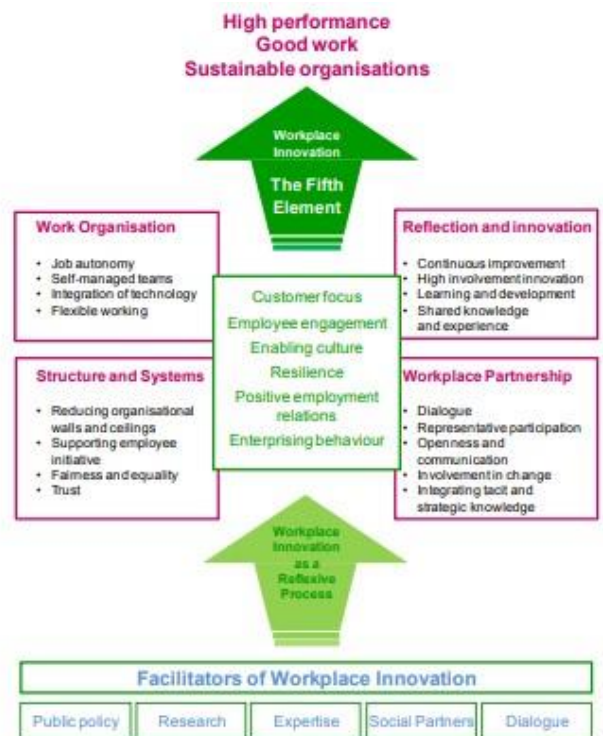 High performance
Good work
Sustainable organisations
Workplace
Innovation
The Fifth
Element
Work Organisation
• Job autonomy
• Self-managed teams
• Integration of technology
• Flexible working
Reflection and innovation
• Continuous improvement
• High involvement innovation
• Learning and development
• Shared knowledge
and experience
Customer focus
Employee engagement
Enabling culture
Resilience
Positive employment
relations
Enterprising behaviour
Structure and Systems
• Reducing organisational
walls and ceilings
• Supporting employee
initiative
• Fairness and equality
• Trust
Workplace Partnership
• Dialogue
• Representative participation
• Openness and
communication
• Involvement in change
• Integrating tacit and
strategic knowledge
Workplace
Innovation
as a
Reflexive
Process
Facilitators of Workplace Innovation
Public policy
Research
Expertise
Social Partners
Dialogue